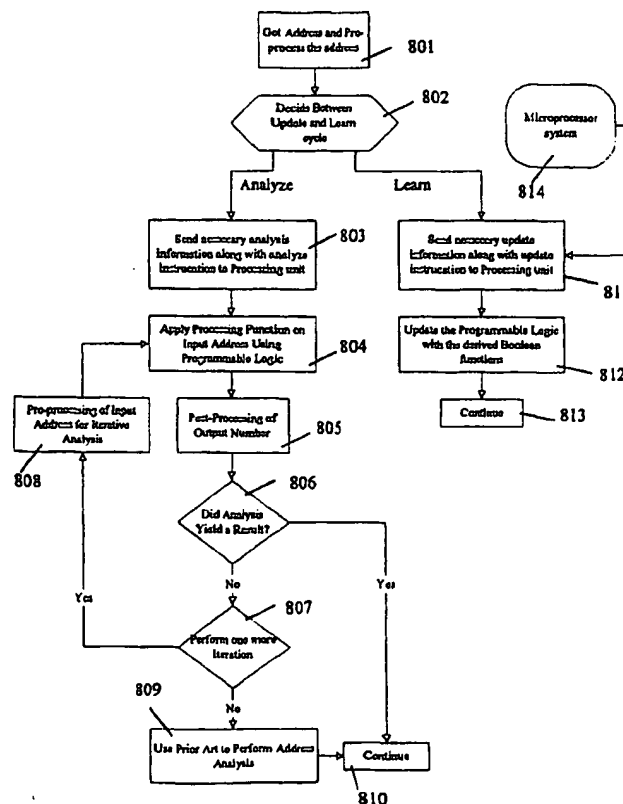 Get Address and Pre-
process the address
801
Decide Between
Update and Learn
cycle
802
Microprocessor
system
814
Analyze
Learn
Send necessary analysis
Information along with analyze
Instruction to Processing unit
803
Send necessary update
Information along with update
instruction to Processing unit
81
Apply Processing Function on
Input Address Using
Programmable Logic
804
Update the Programmable Logic
with the derived Boolean
functions
812
Pre-processing of Input
Address for Iterative
Analysis
808
Post-Processing of
Output Number
805
Continue
813
806
Did Analysis
Yield a Result?
No
Yes
Yes
807
Perform one more
Iteration
No
809
Use Prior Art to Perform Address
Analysis
Continue
810